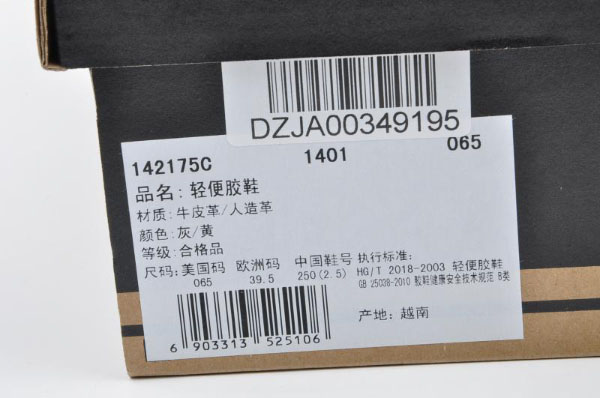 DZJA00349195
142175C 1401 065
品名: 轻便胶鞋
材质: 牛皮革/人造革
颜色: 灰/黄
等级: 合格品
尺码: 美国码 欧洲码 中国鞋号 执行标准:
065 39.5 250(2.5) HG/T 2018-2003 轻便胶鞋
GB 25038-2010 胶鞋健康安全技术规范 B类
产地: 越南
6 903313 525106